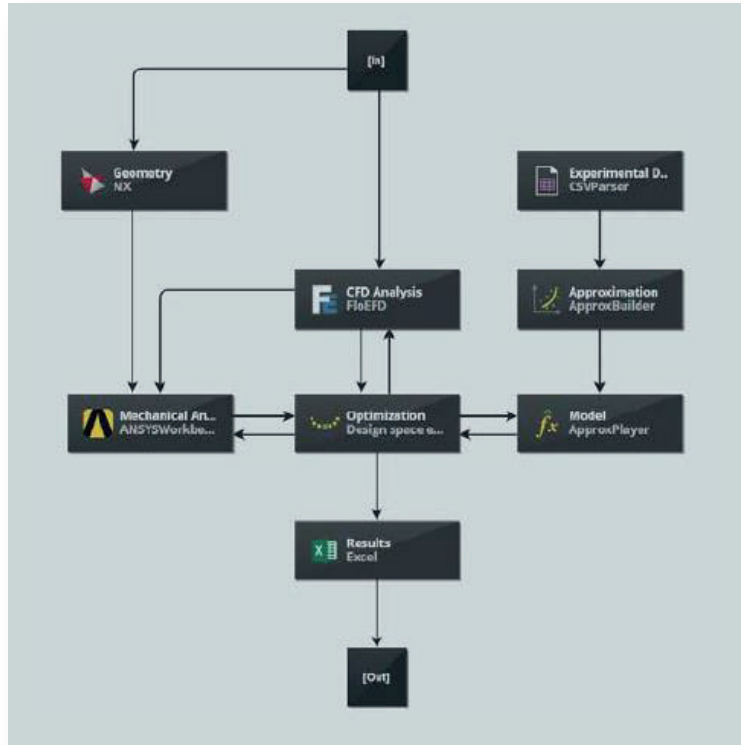 [In]
Geometry
NX
Experimental D..
CSVParser
CFD Analysis
FloEFD
Approximation
ApproxBuilder
Mechanical An...
ANSYSWorkbe...
Optimization
Design space e...
Model
ApproxPlayer
Results
Excel
[Out]